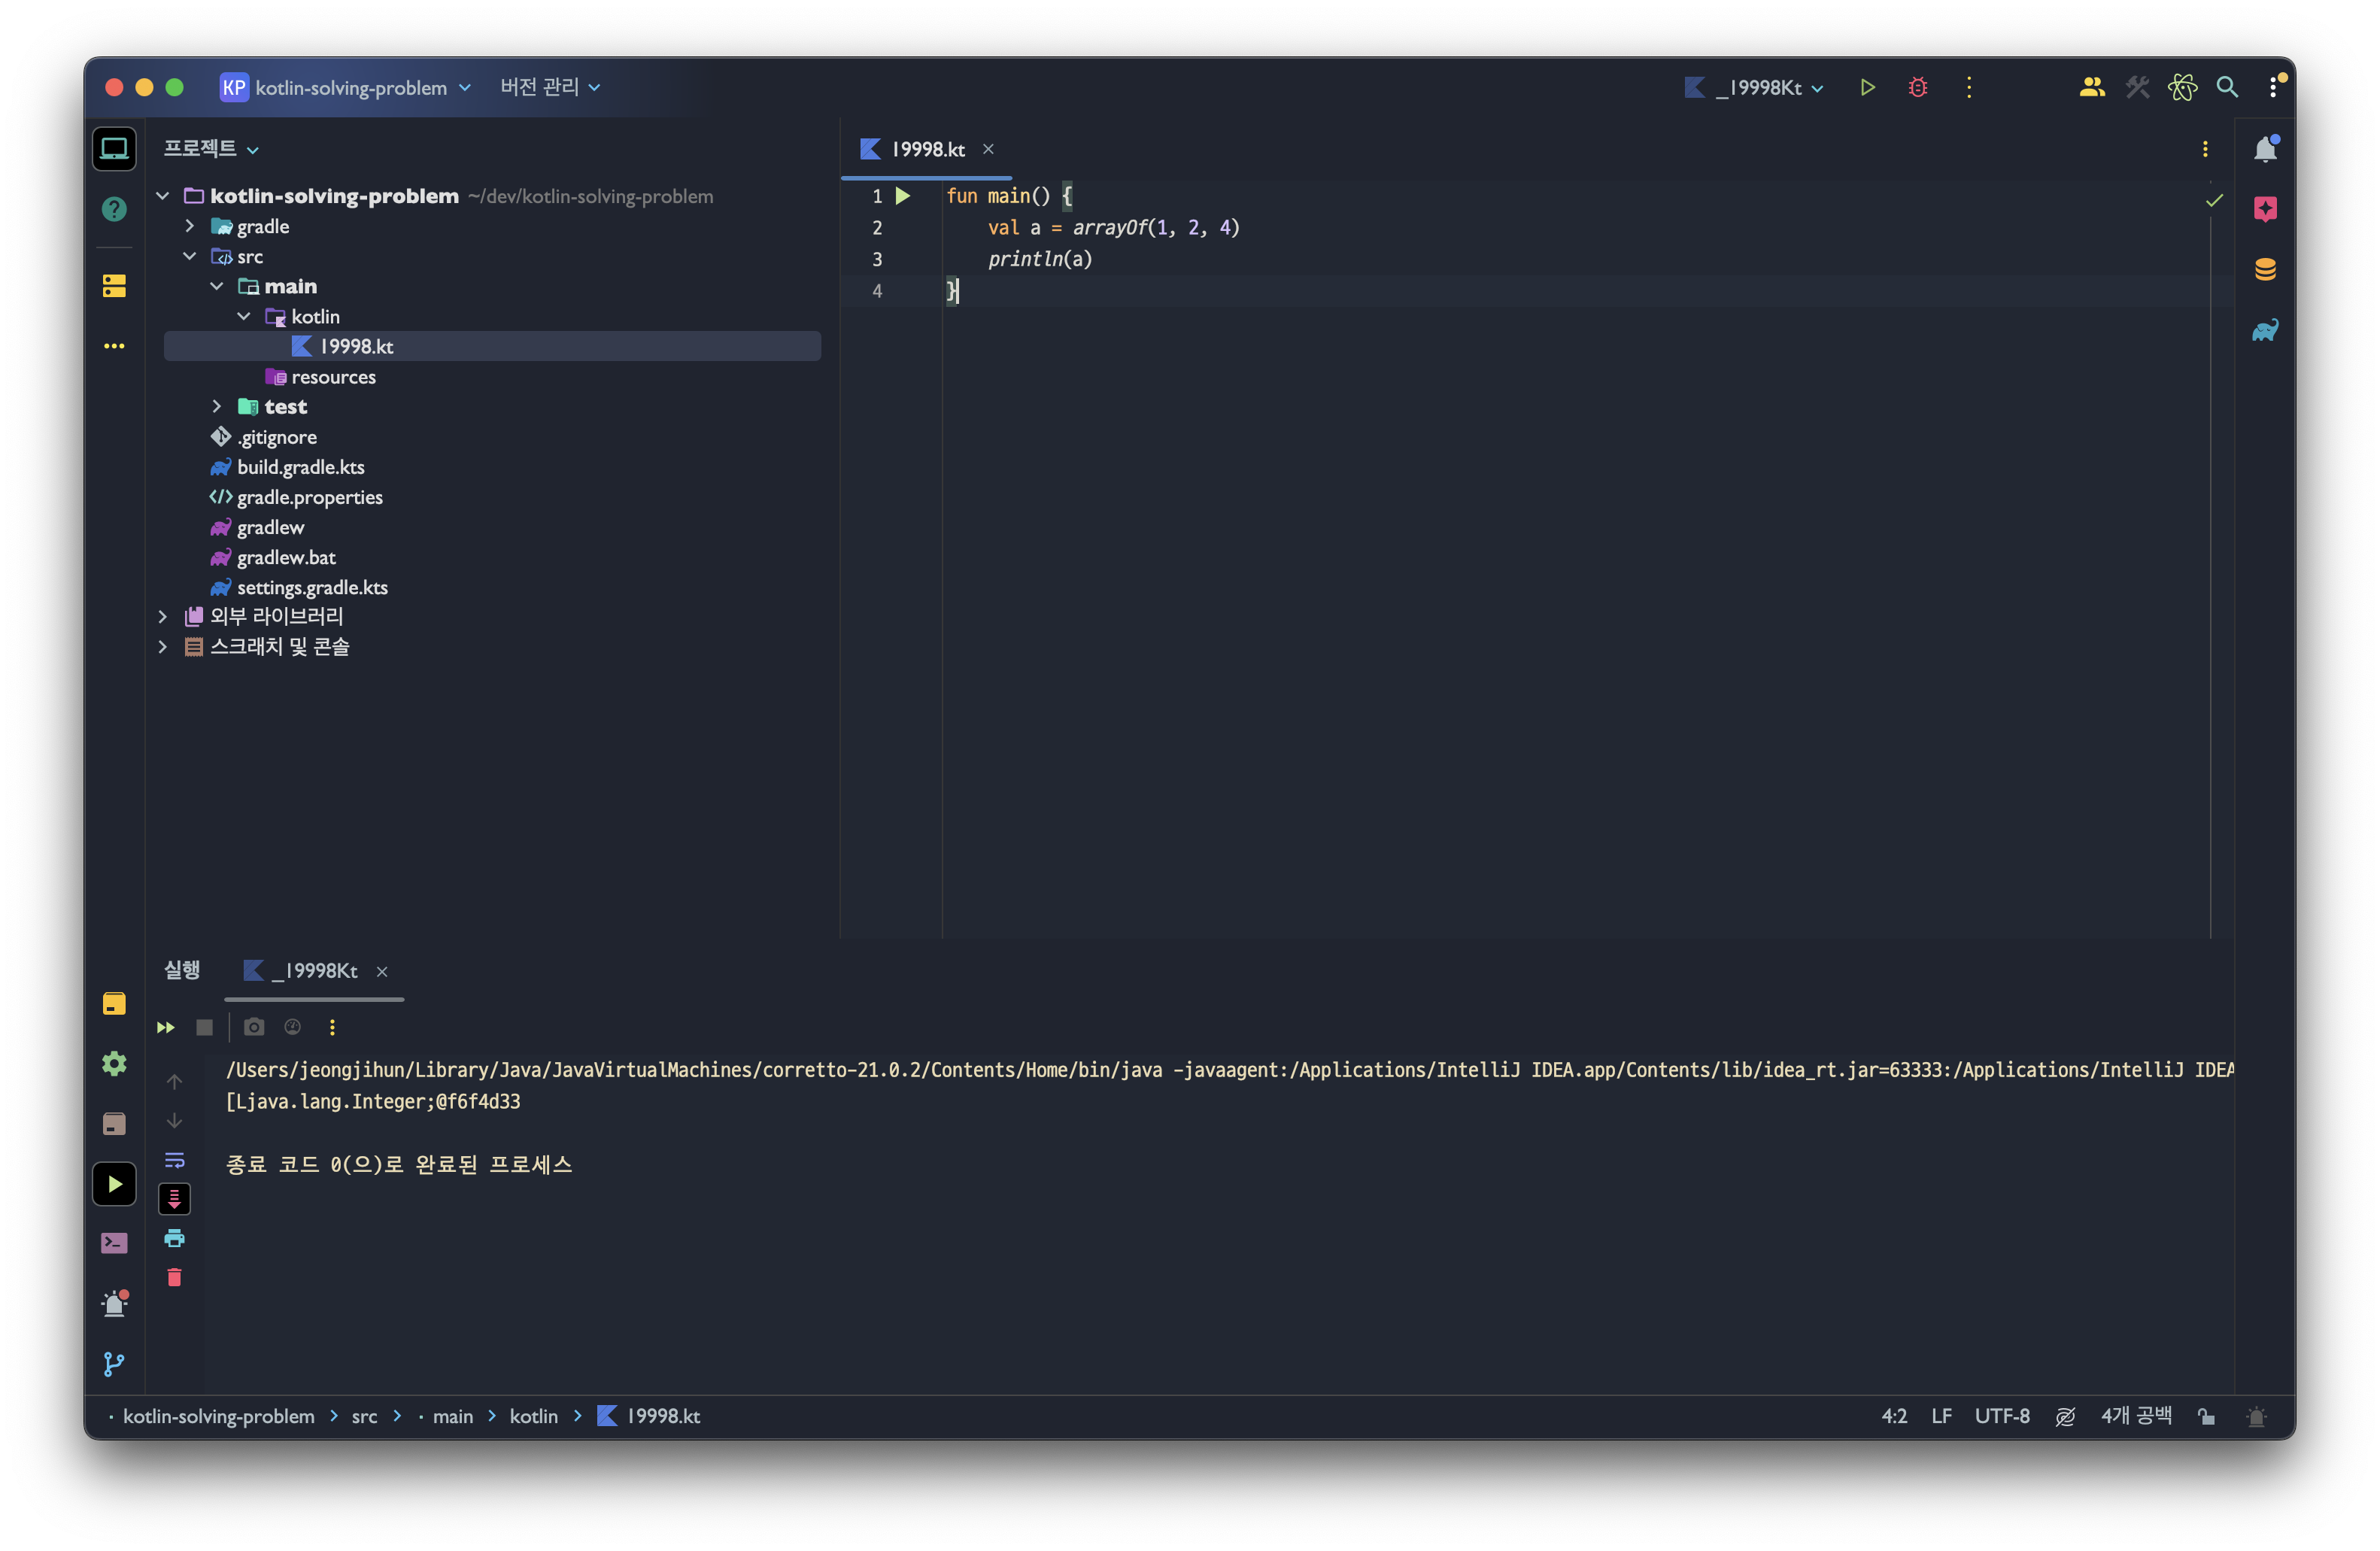 KP kotlin-solving-problem 버전 관리 _19998Kt
프로젝트
kotlin-solving-problem ~/dev/kotlin-solving-problem
gradle
src
main
kotlin
19998.kt
resources
test
.gitignore
build.gradle.kts
gradle.properties
gradlew
gradlew.bat
settings.gradle.kts
외부 라이브러리
스크래치 및 콘솔
19998.kt
1 fun main() {
2 val a = arrayOf(1, 2, 4)
3 println(a)
4 }
실행 _19998Kt
/Users/jeongjihun/Library/Java/JavaVirtualMachines/corretto-21.0.2/Contents/Home/bin/java -javaagent:/Applications/IntelliJ IDEA.app/Contents/lib/idea_rt.jar=63333:/Applications/IntelliJ IDEA
[Ljava.lang.Integer;@f6f4d33
종료 코드 0(으)로 완료된 프로세스
kotlin-solving-problem > src > main > kotlin > 19998.kt 4:2 LF UTF-8 4개 공백